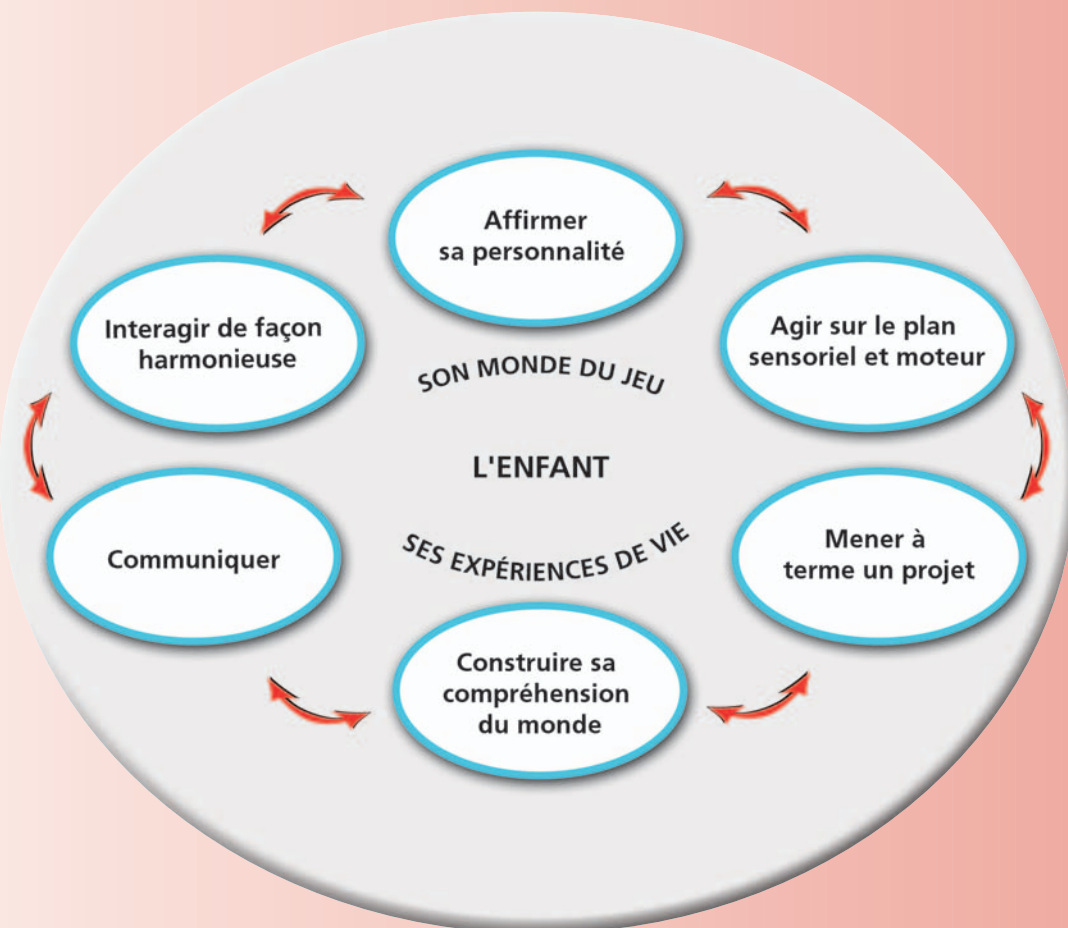 Affirmer
sa personnalité
Interagir de façon
harmonieuse
Agir sur le plan
sensoriel et moteur
SON MONDE DU JEU
L'ENFANT
SES EXPÉRIENCES DE VIE
Communiquer
Mener à
terme un projet
Construire sa
compréhension
du monde